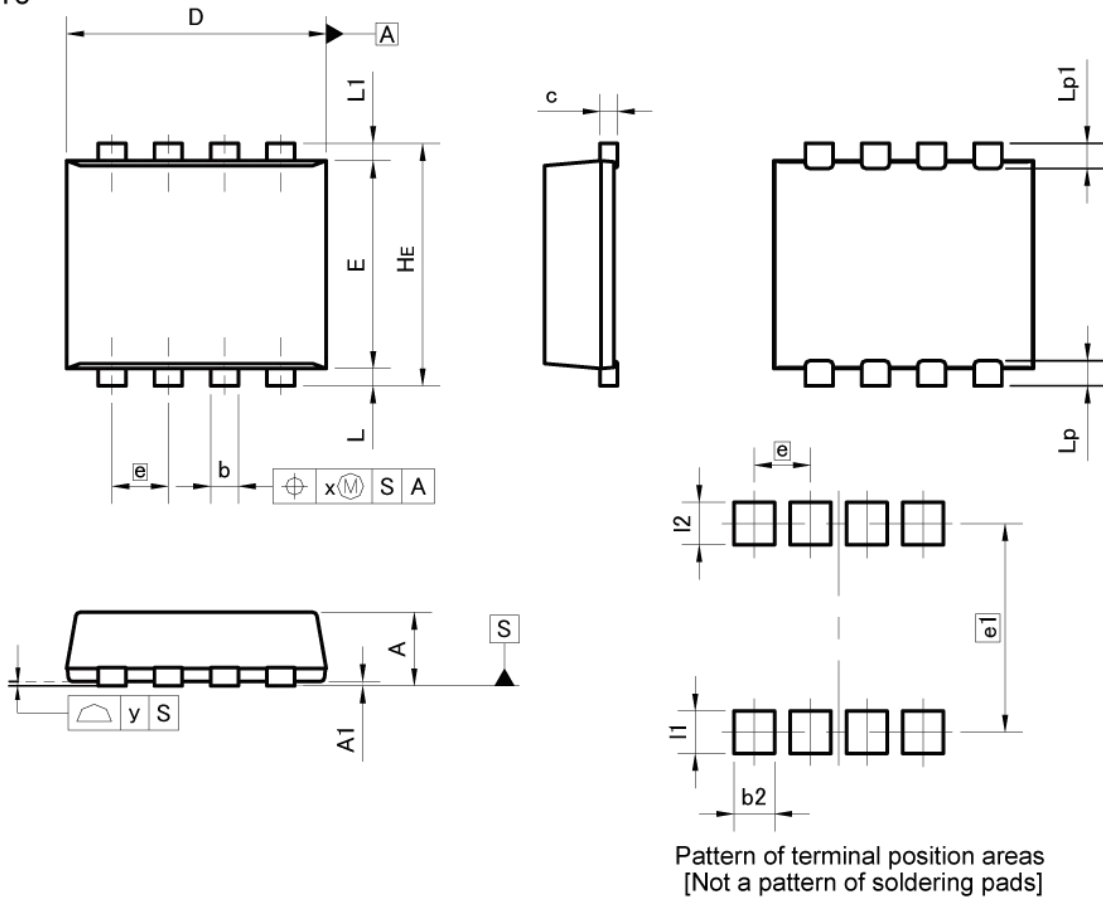 D
A
L1
c
Lp1
E
HE
L
Lp
e
b
x Ⓜ S A
e
l2
A
S
e1
y S
A1
l1
b2
Pattern of terminal position areas
[Not a pattern of soldering pads]